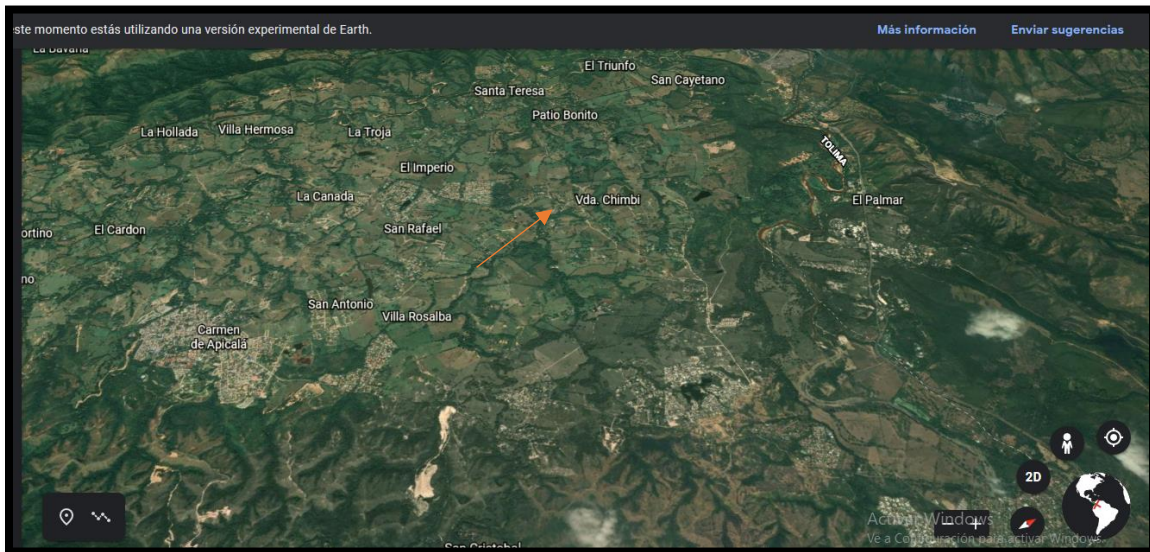 este momento estás utilizando una versión experimental de Earth.
Más información
Enviar sugerencias
El Triunfo
San Cayetano
Santa Teresa
Patio Bonito
La Hollada
Villa Hermosa
La Troja
TOLIMA
El Imperio
La Canada
Vda. Chimbi
El Palmar
San Rafael
El Cardon
ortino
no
San Antonio
Villa Rosalba
Carmen
de Apicalá
2D
Activar Windows
Ve a Configuración para activar Windows.
San Cristobal